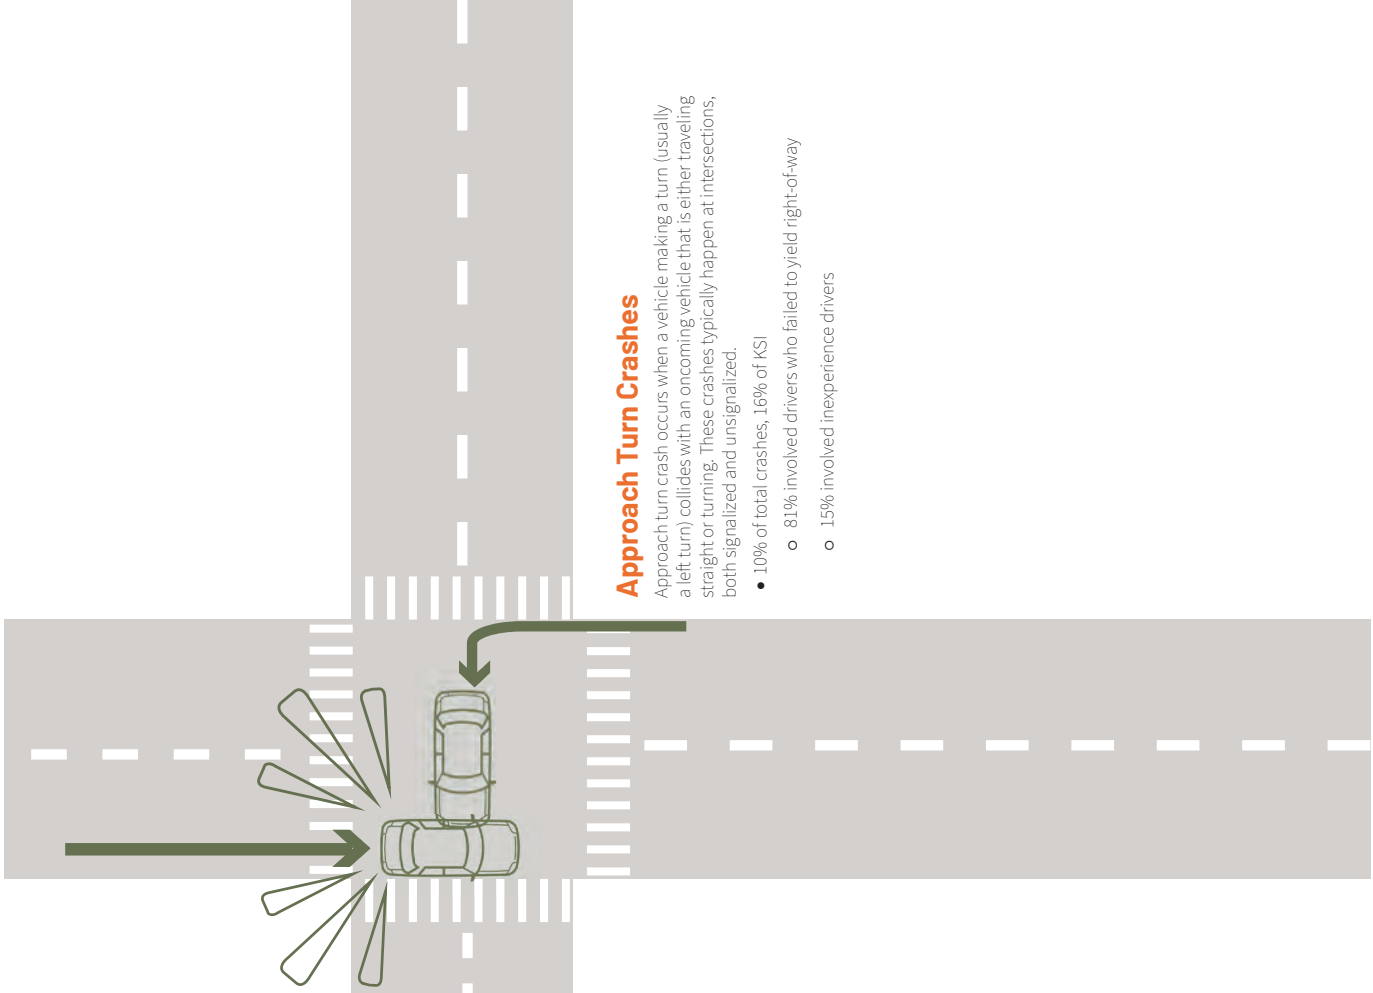 Approach Turn Crashes
Approach turn crash occurs when a vehicle making a turn (usually
a left turn) collides with an oncoming vehicle that is either traveling
straight or turning. These crashes typically happen at intersections,
both signalized and unsignalized.
• 10% of total crashes, 16% of KSI
○ 81% involved drivers who failed to yield right-of-way
○ 15% involved inexperience drivers